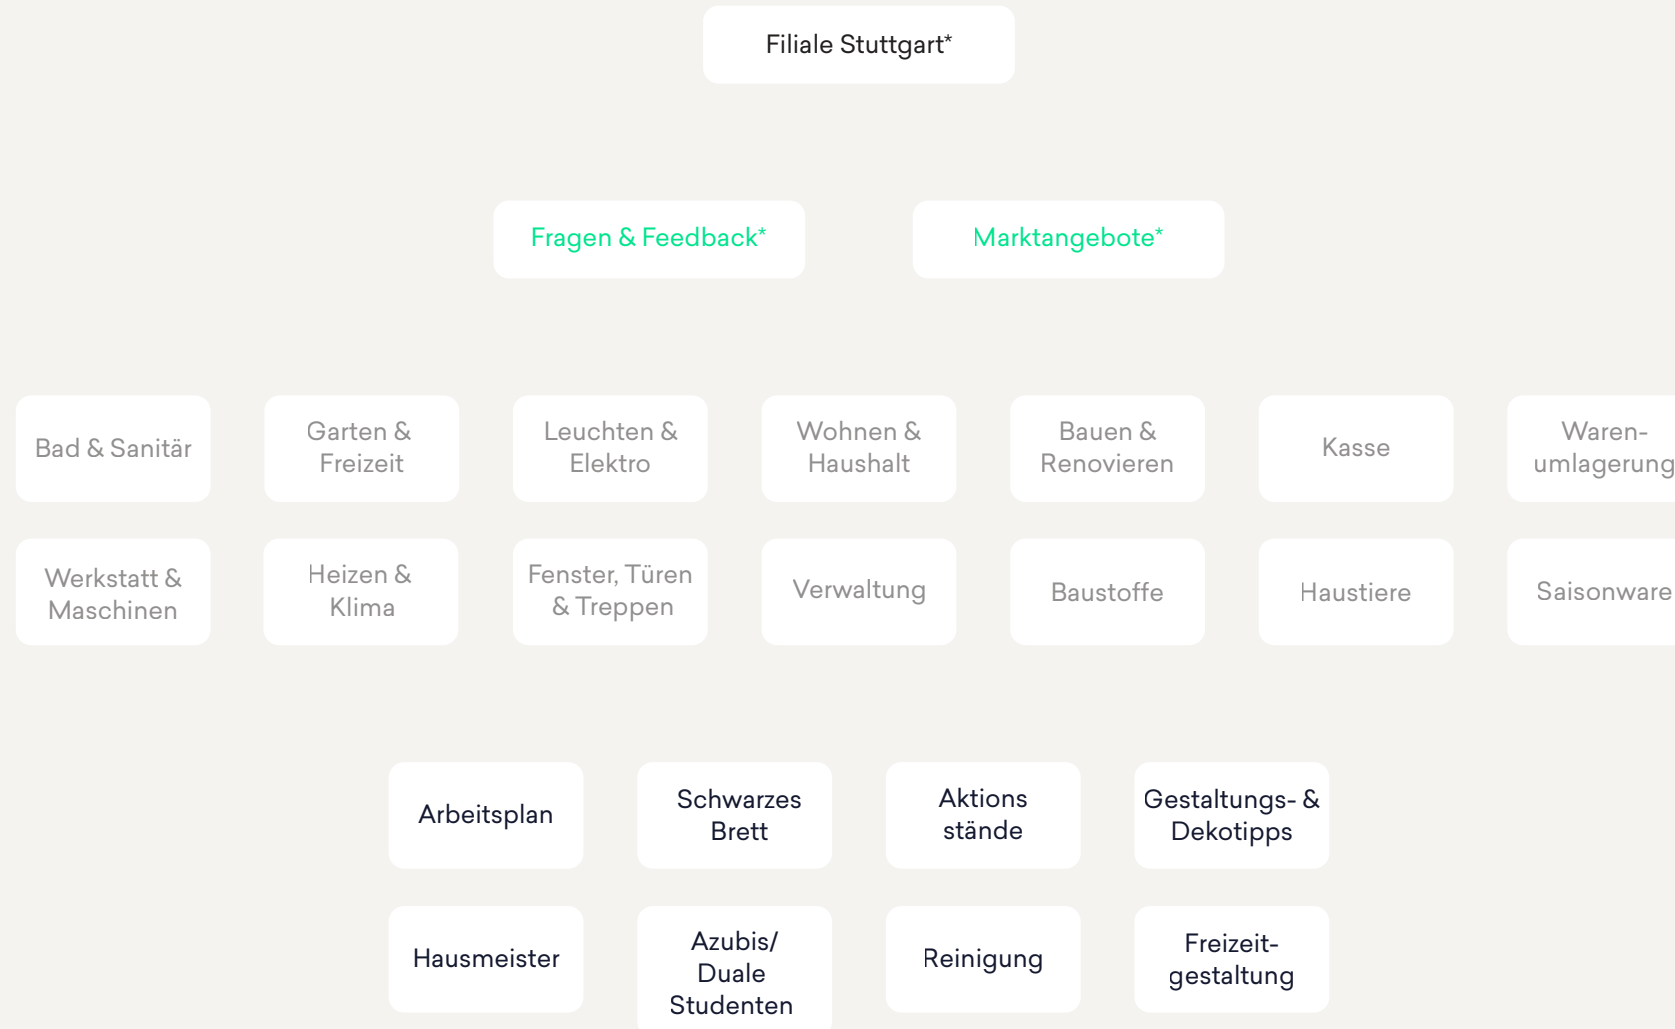 Filiale Stuttgart*
Fragen & Feedback*
Marktangebote*
Bad & Sanitär
Garten &
Freizeit
Leuchten &
Elektro
Wohnen &
Haushalt
Bauen &
Renovieren
Kasse
Waren-
umlagerung
Werkstatt &
Maschinen
Heizen &
Klima
Fenster, Türen
& Treppen
Verwaltung
Baustoffe
Haustiere
Saisonware
Arbeitsplan
Schwarzes
Brett
Aktions
stände
Gestaltungs- &
Dekotipps
Hausmeister
Azubis/
Duale
Studenten
Reinigung
Freizeit-
gestaltung